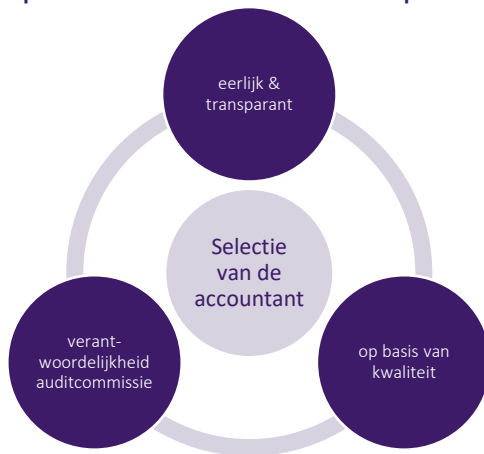 eerlijk &
transparant
Selectie
van de
accountant
verant-
woordelijkheid
auditcommissie
op basis van
kwaliteit